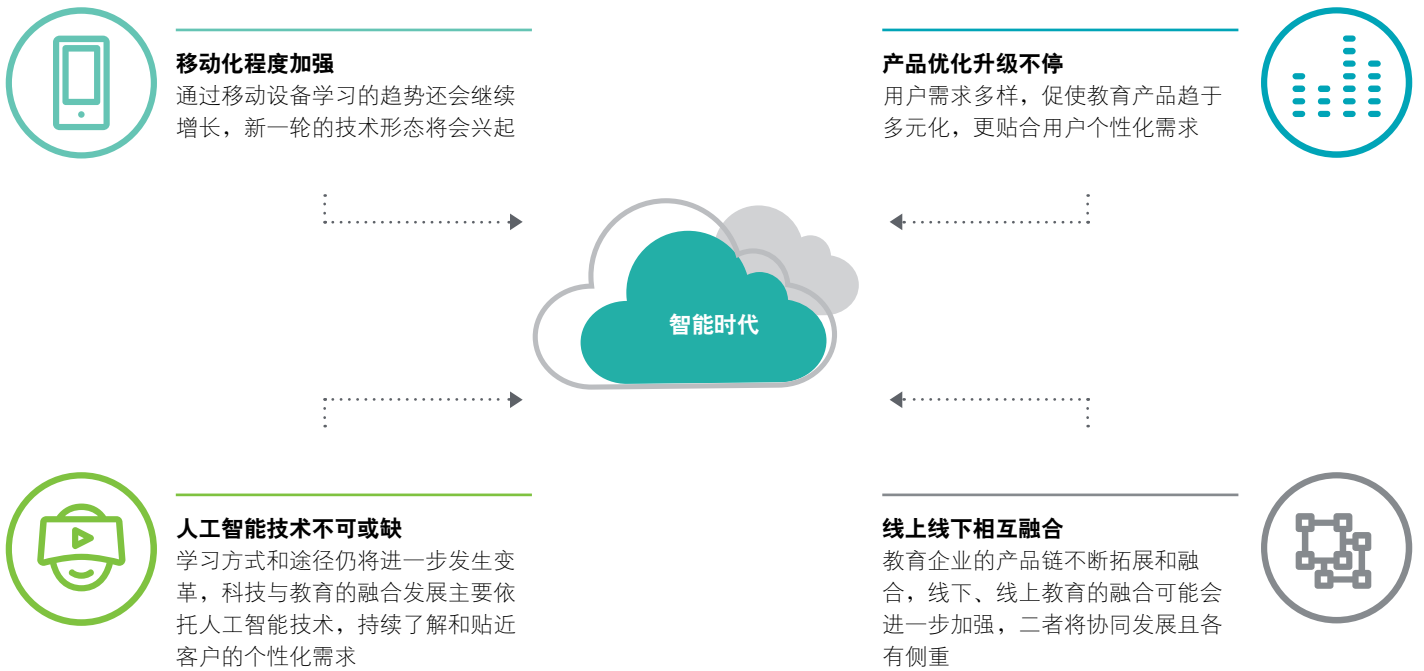 移动化程度加强
通过移动设备学习的趋势还会继续
增长，新一轮的技术形态将会兴起
产品优化升级不停
用户需求多样，促使教育产品趋于
多元化，更贴合用户个性化需求
智能时代
人工智能技术不可或缺
学习方式和途径仍将进一步发生变
革，科技与教育的融合发展主要依
托人工智能技术，持续了解和贴近
客户的个性化需求
线上线下相互融合
教育企业的产品链不断拓展和融
合，线下、线上教育的融合可能会
进一步加强，二者将协同发展且各
有侧重